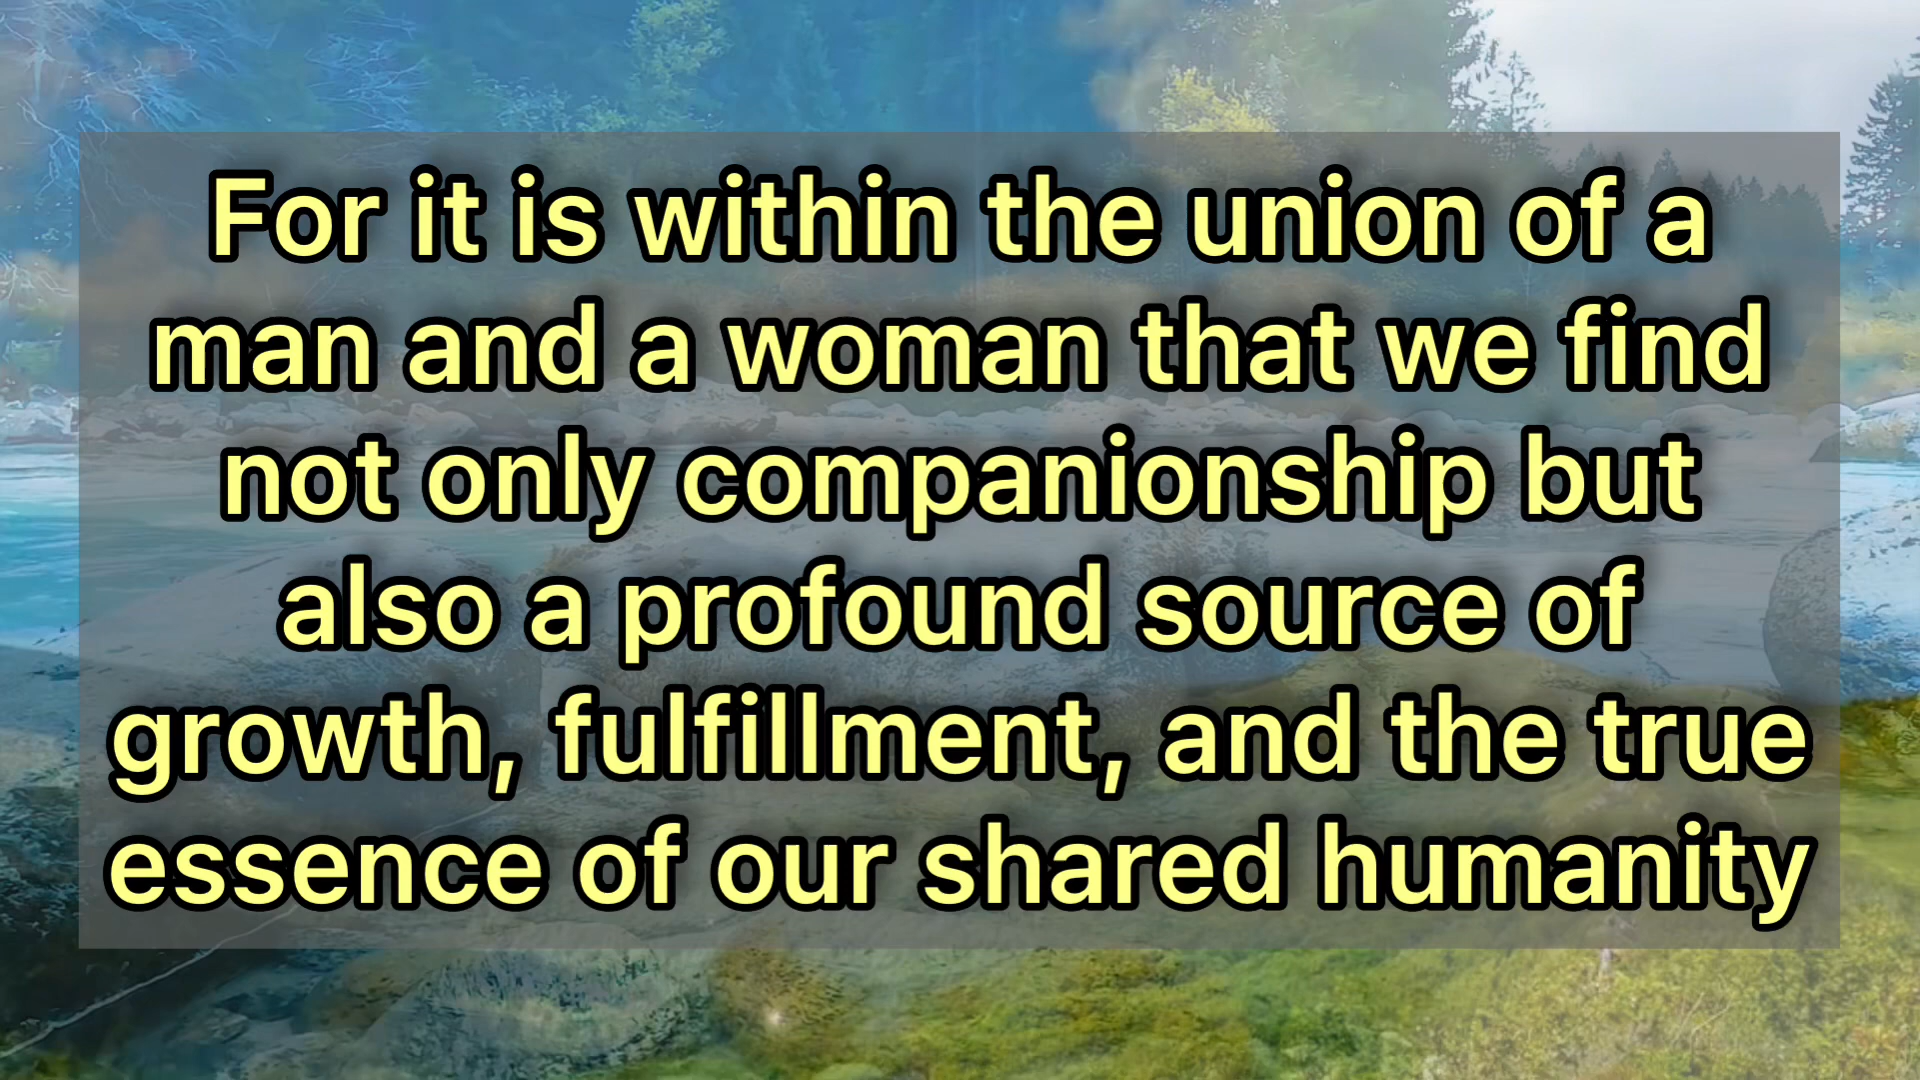 For it is within the union of a
man and a woman that we find
not only companionship but
also a profound source of
growth, fulfillment, and the true
essence of our shared humanity